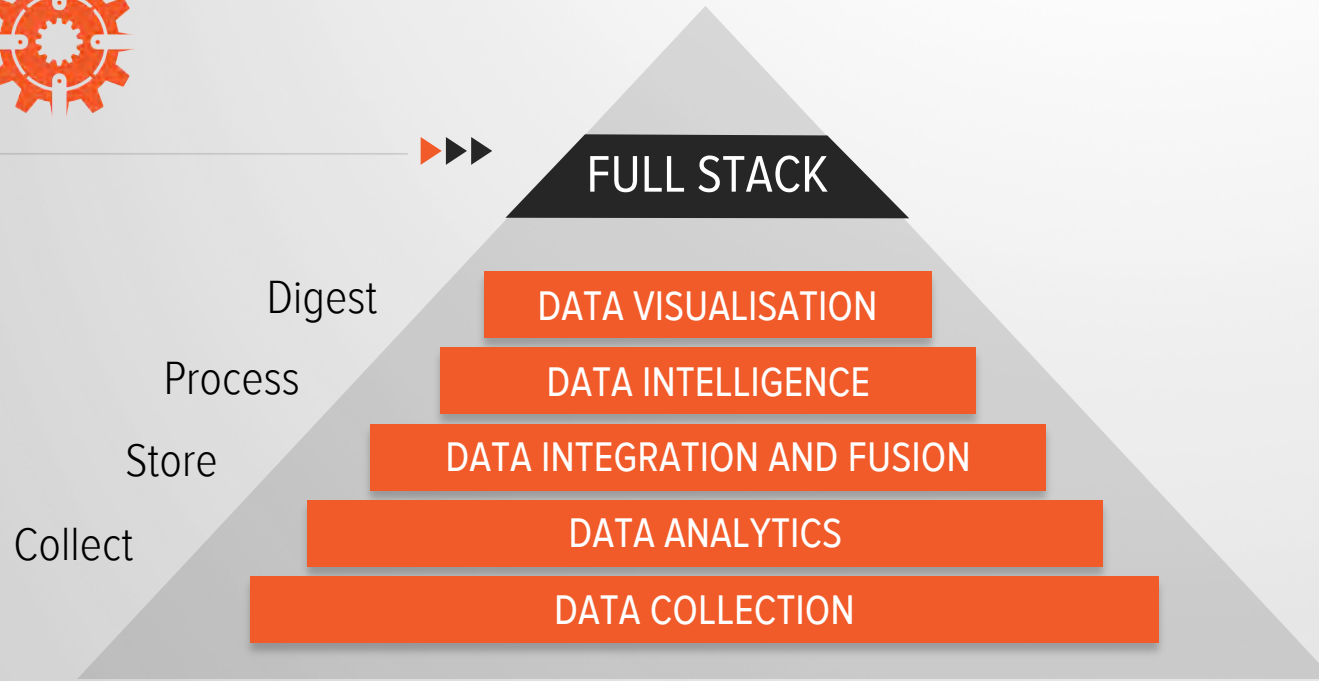 FULL STACK
Digest
DATA VISUALISATION
Process
DATA INTELLIGENCE
Store
DATA INTEGRATION AND FUSION
Collect
DATA ANALYTICS
DATA COLLECTION